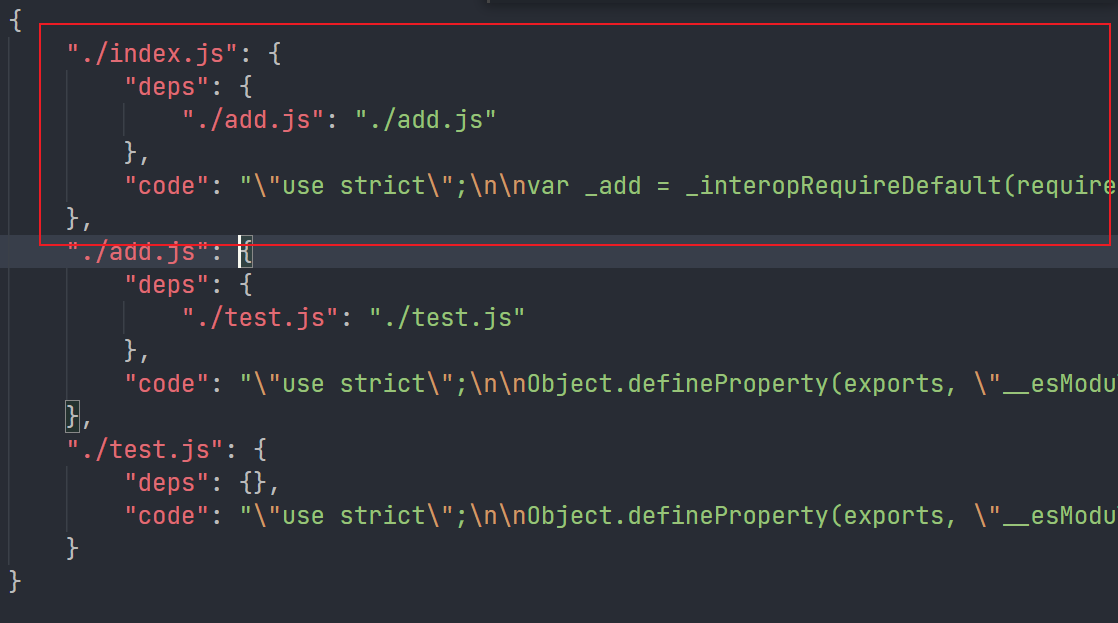 {
    "./index.js": {
        "deps": {
            "./add.js": "./add.js"
        },
        "code": "\"use strict\";\n\nvar _add = _interopRequireDefault(require
    },
    "./add.js": {
        "deps": {
            "./test.js": "./test.js"
        },
        "code": "\"use strict\";\n\nObject.defineProperty(exports, \"__esModu
    },
    "./test.js": {
        "deps": {},
        "code": "\"use strict\";\n\nObject.defineProperty(exports, \"__esModu
    }
}